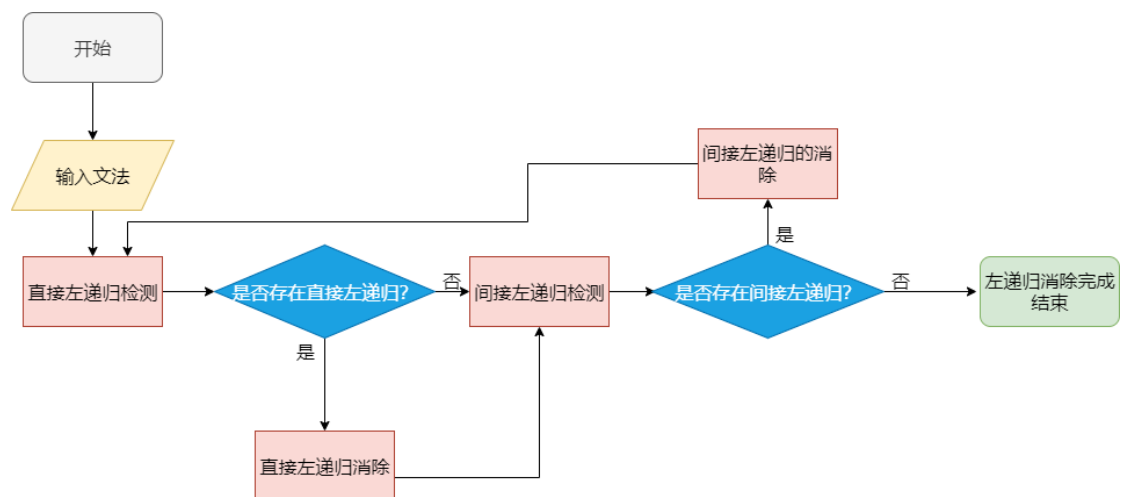 开始
输入文法
间接左递归的消
除
是
直接左递归检测
是否存在直接左递归?
否
间接左递归检测
是否存在间接左递归?
否
左递归消除完成
结束
是
直接左递归消除